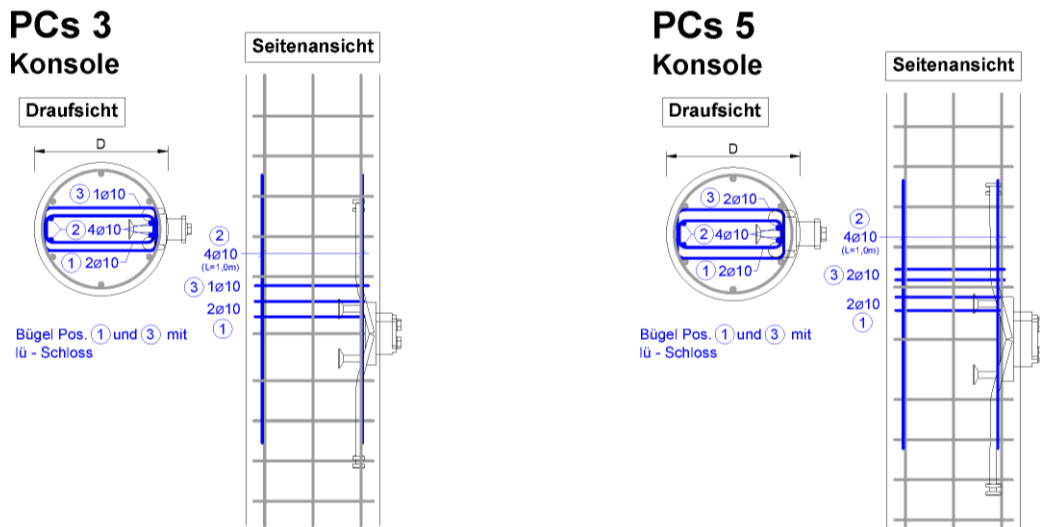 PCs 3
Konsole
Seitenansicht
Draufsicht
D
3 1ø10
2 4ø10
1 2ø10
2
4ø10
(L=1,0m)
3 1ø10
2ø10
1
Bügel Pos. 1 und 3 mit
lü - Schloss
PCs 5
Konsole
Seitenansicht
Draufsicht
D
3 2ø10
2 4ø10
1 2ø10
2
4ø10
(L=1,0m)
3 2ø10
2ø10
1
Bügel Pos. 1 und 3 mit
lü - Schloss